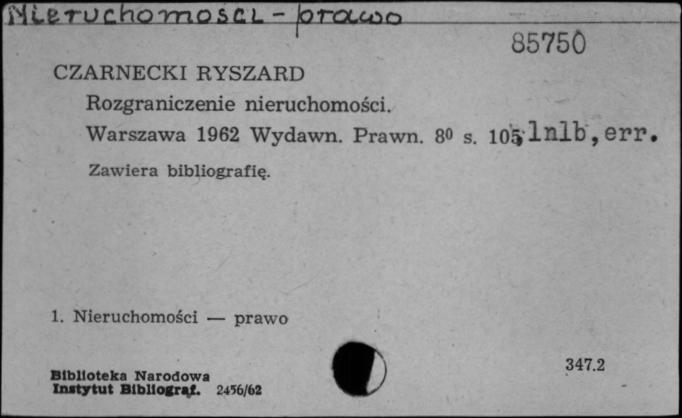 Nieruchomości - prawo
85750
CZARNECKI RYSZARD
Rozgraniczenie nieruchomości.
Warszawa 1962 Wydawn. Prawn. 8⁰ s. 105, lnlb, err.
Zawiera bibliografię.
1. Nieruchomości — prawo
347.2
Biblioteka Narodowa
Instytut Bibliograf. 2456/62